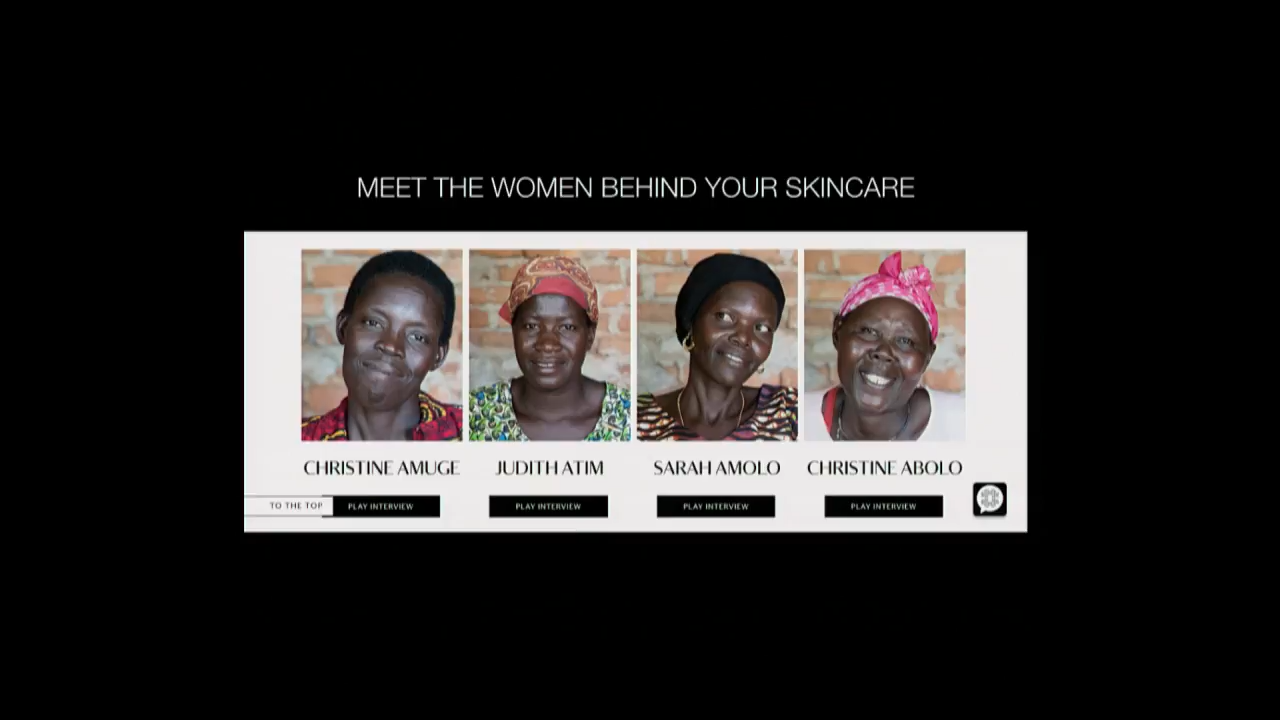 MEET THE WOMEN BEHIND YOUR SKINCARE
CHRISTINE AMUGE
JUDITH ATIM
SARAH AMOLO
CHRISTINE ABOLO
TO THE TOP
PLAY INTERVIEW
PLAY INTERVIEW
PLAY INTERVIEW
PLAY INTERVIEW